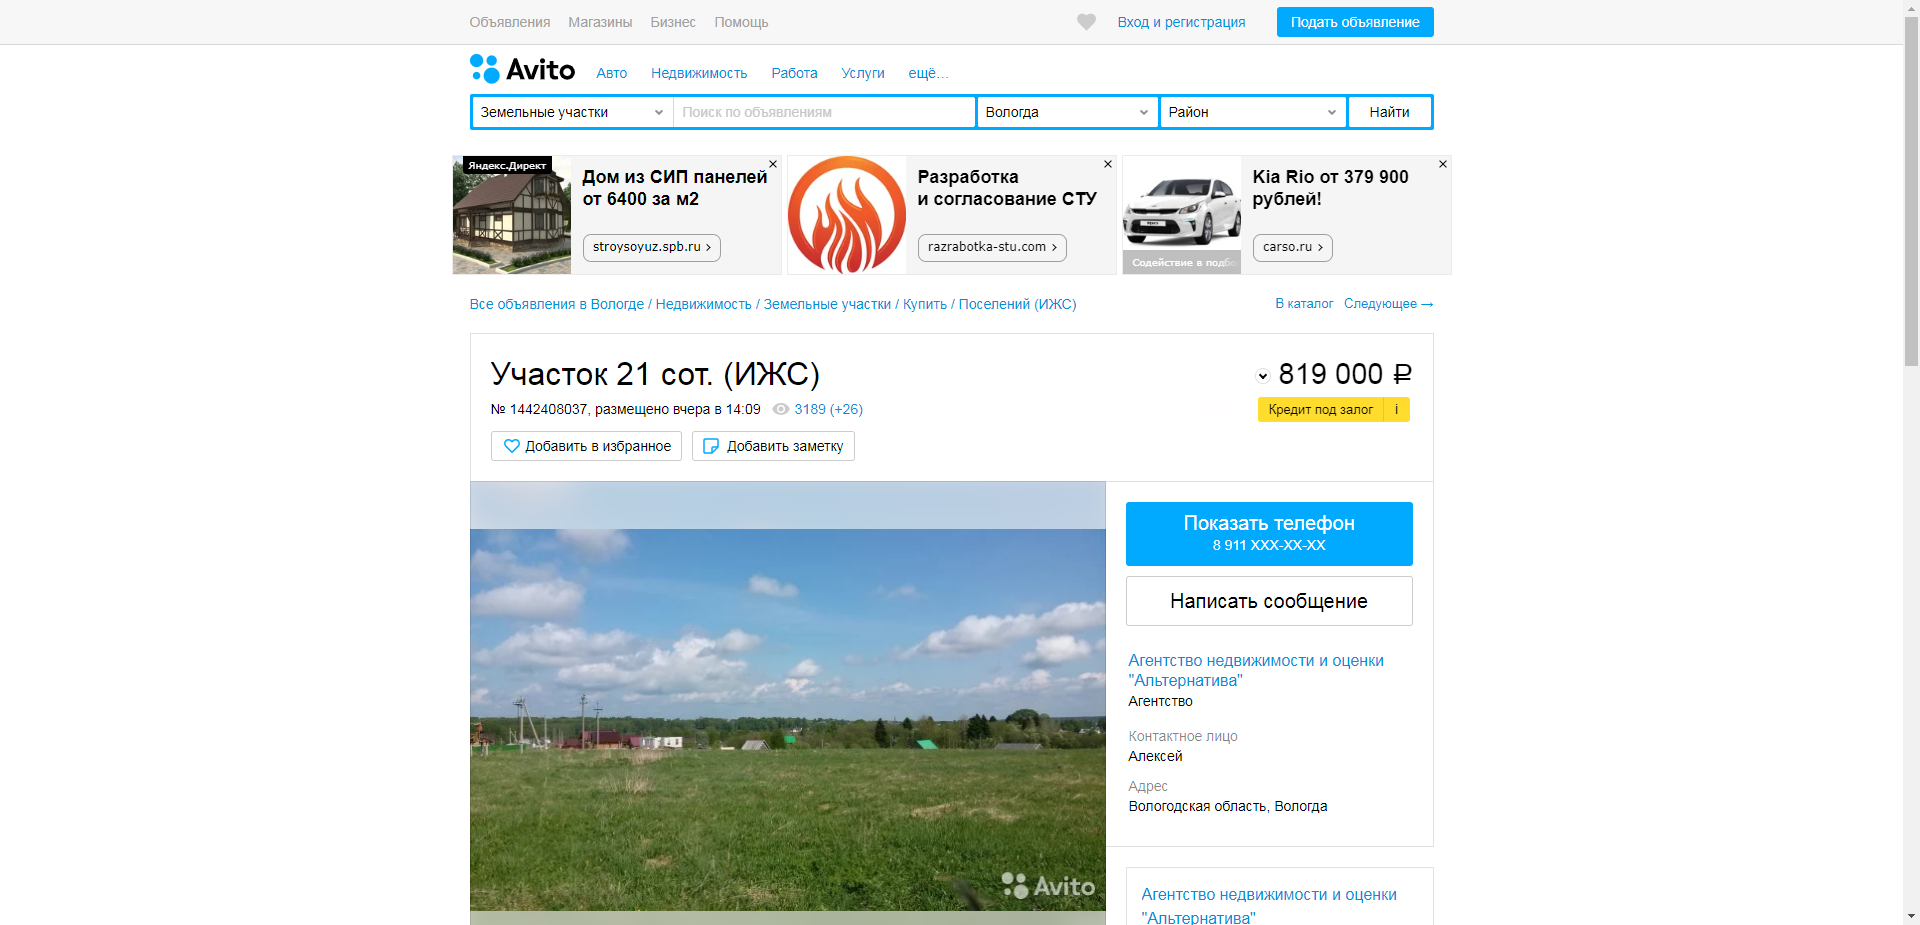 Объявления Магазины Бизнес Помощь Вход и регистрация Подать объявление
Avito Авто Недвижимость Работа Услуги ещё...
Земельные участки Поиск по объявлениям Вологда Район Найти
Яндекс.Директ
Дом из СИП панелей
от 6400 за м2
stroysoyuz.spb.ru
Разработка
и согласование СТУ
razrabotka-stu.com
Содействие в подбо
Kia Rio от 379 900
рублей!
carso.ru
Все объявления в Вологде / Недвижимость / Земельные участки / Купить / Поселений (ИЖС) В каталог Следующее →
Участок 21 сот. (ИЖС) 819 000 ₽
№ 1442408037, размещено вчера в 14:09 3189 (+26) Кредит под залог i
Добавить в избранное Добавить заметку
Показать телефон
8 911 XXX-XX-XX
Написать сообщение
Агентство недвижимости и оценки
"Альтернатива"
Агентство
Контактное лицо
Алексей
Адрес
Вологодская область, Вологда
Avito
Агентство недвижимости и оценки
"Альтернатива"